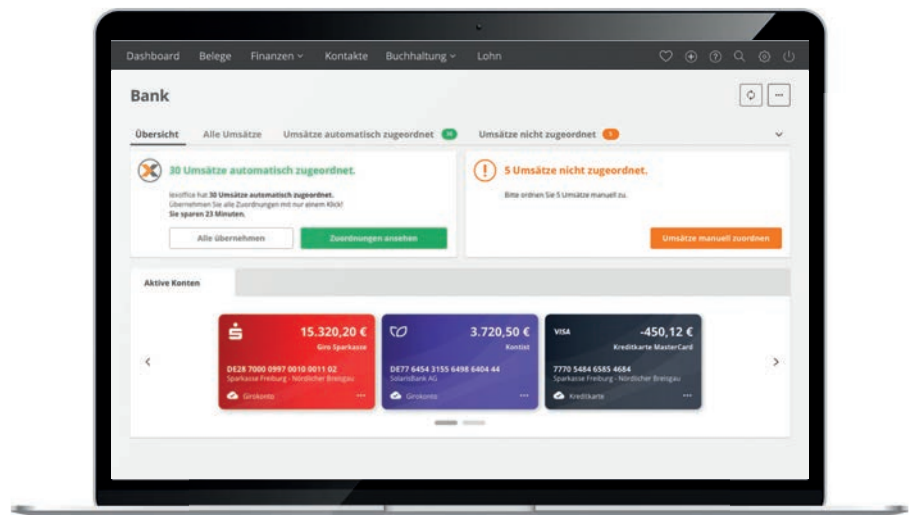 Dashboard Belege Finanzen Kontakte Buchhaltung Lohn
Bank
Übersicht Alle Umsätze Umsätze automatisch zugeordnet 30 Umsätze nicht zugeordnet 5
30 Umsätze automatisch zugeordnet.
lexoffice hat 30 Umsätze automatisch zugeordnet.
Übernehmen Sie alle Zuordnungen mit nur einem Klick!
Sie sparen 23 Minuten.
Alle übernehmen Zuordnungen ansehen
5 Umsätze nicht zugeordnet.
Bitte ordnen Sie 5 Umsätze manuell zu.
Umsätze manuell zuordnen
Aktive Konten
15.320,20 €
Giro Sparkasse
DE28 7000 0997 0010 0011 02
Sparkasse Freiburg - Nördlicher Breisgau
Girokonto
3.720,50 €
Kontist
DE77 6454 3155 6498 6404 44
SolarisBank AG
Girokonto
VISA -450,12 €
Kreditkarte MasterCard
7770 5484 6585 4684
Sparkasse Freiburg - Nördlicher Breisgau
Kreditkarte